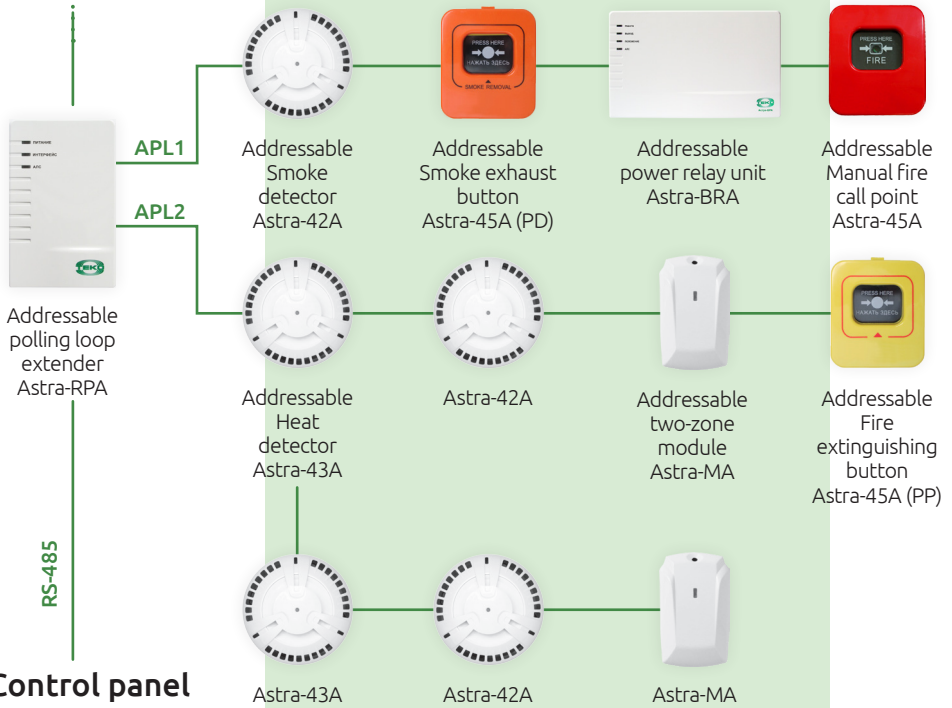 PRESS HERE
НАЖАТЬ ЗДЕСЬ
SMOKE REMOVAL
PRESS HERE
FIRE
ПИТАНИЕ
ИНТЕРФЕЙС
АПС
TEKO
APL1
APL2
Addressable
Smoke
detector
Astra-42A
Addressable
Smoke exhaust
button
Astra-45A (PD)
Addressable
power relay unit
Astra-BRA
Addressable
Manual fire
call point
Astra-45A
PRESS HERE
НАЖАТЬ ЗДЕСЬ
Addressable
polling loop
extender
Astra-RPA
Addressable
Heat
detector
Astra-43A
Astra-42A
Addressable
two-zone
module
Astra-MA
Addressable
Fire
extinguishing
button
Astra-45A (PP)
RS-485
Control panel
Astra-43A
Astra-42A
Astra-MA